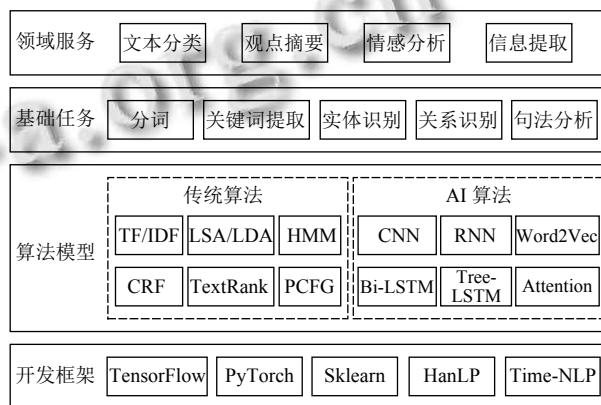 领域服务 文本分类 观点摘要 情感分析 信息提取
基础任务 分词 关键词提取 实体识别 关系识别 句法分析
传统算法 AI 算法
算法模型
TF/IDF LSA/LDA HMM CNN RNN Word2Vec
CRF TextRank PCFG Bi-LSTM Tree-LSTM Attention
开发框架 TensorFlow PyTorch Sklearn HanLP Time-NLP
a.org.cn